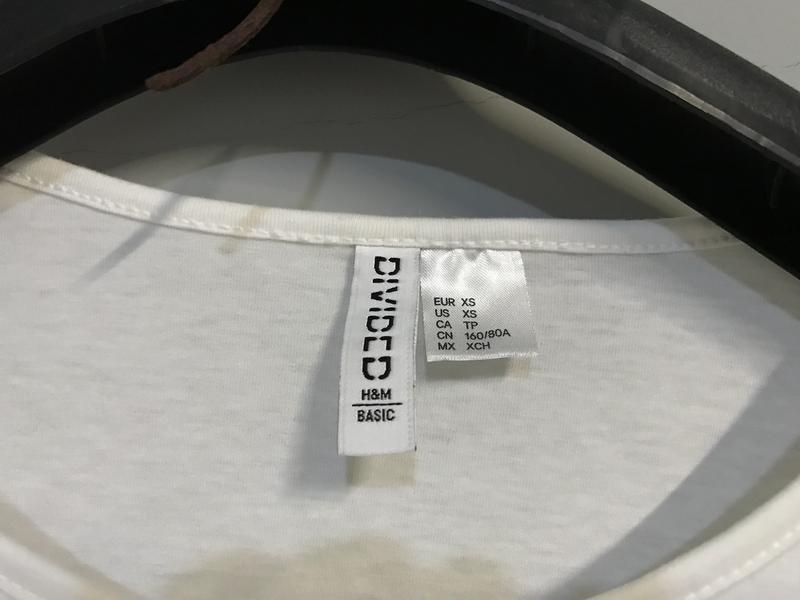 DIVIDED
H&M
BASIC
EUR XS
US XS
CA TP
CN 160/80A
MX XCH